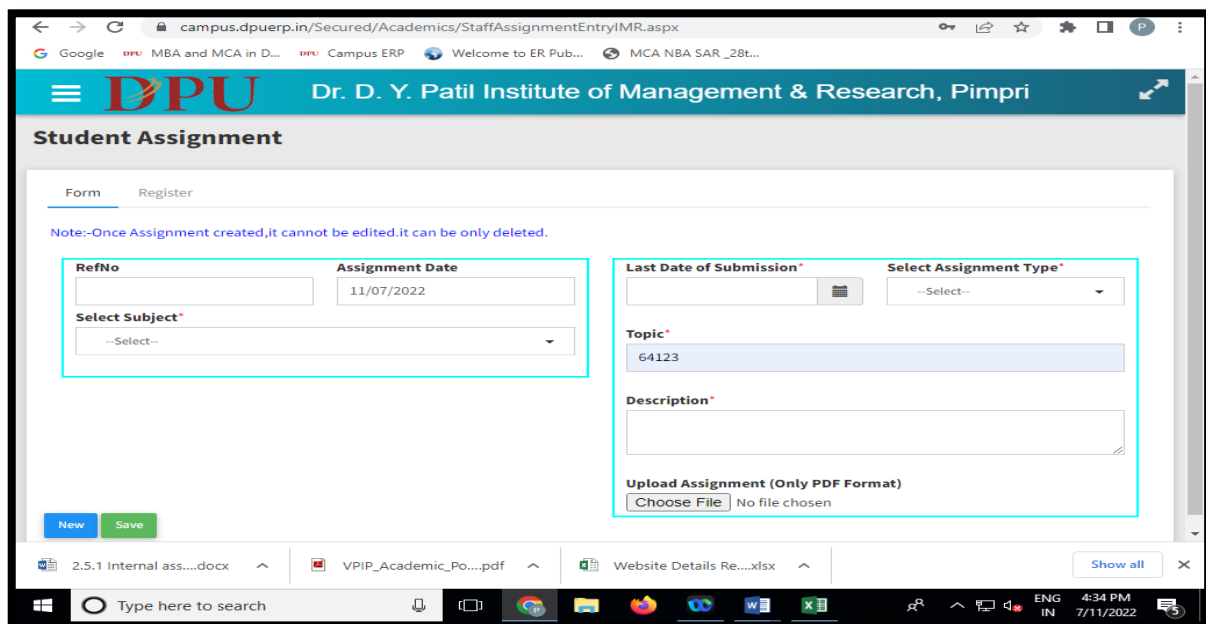 campus.dpuerp.in/Secured/Academics/StaffAssignmentEntryIMR.aspx P
G Google DPU MBA and MCA in D... DPU Campus ERP Welcome to ER Pub... MCA NBA SAR _28t...
DPU Dr. D. Y. Patil Institute of Management & Research, Pimpri
Student Assignment
Form Register
Note:-Once Assignment created,it cannot be edited.it can be only deleted.
RefNo Assignment Date
11/07/2022
Select Subject*
--Select--
Last Date of Submission* Select Assignment Type*
--Select--
Topic*
64123
Description*
Upload Assignment (Only PDF Format)
Choose File No file chosen
New Save
2.5.1 Internal ass....docx VPIP_Academic_Po....pdf Website Details Re....xlsx Show all
Type here to search ENG 4:34 PM
IN 7/11/2022 5